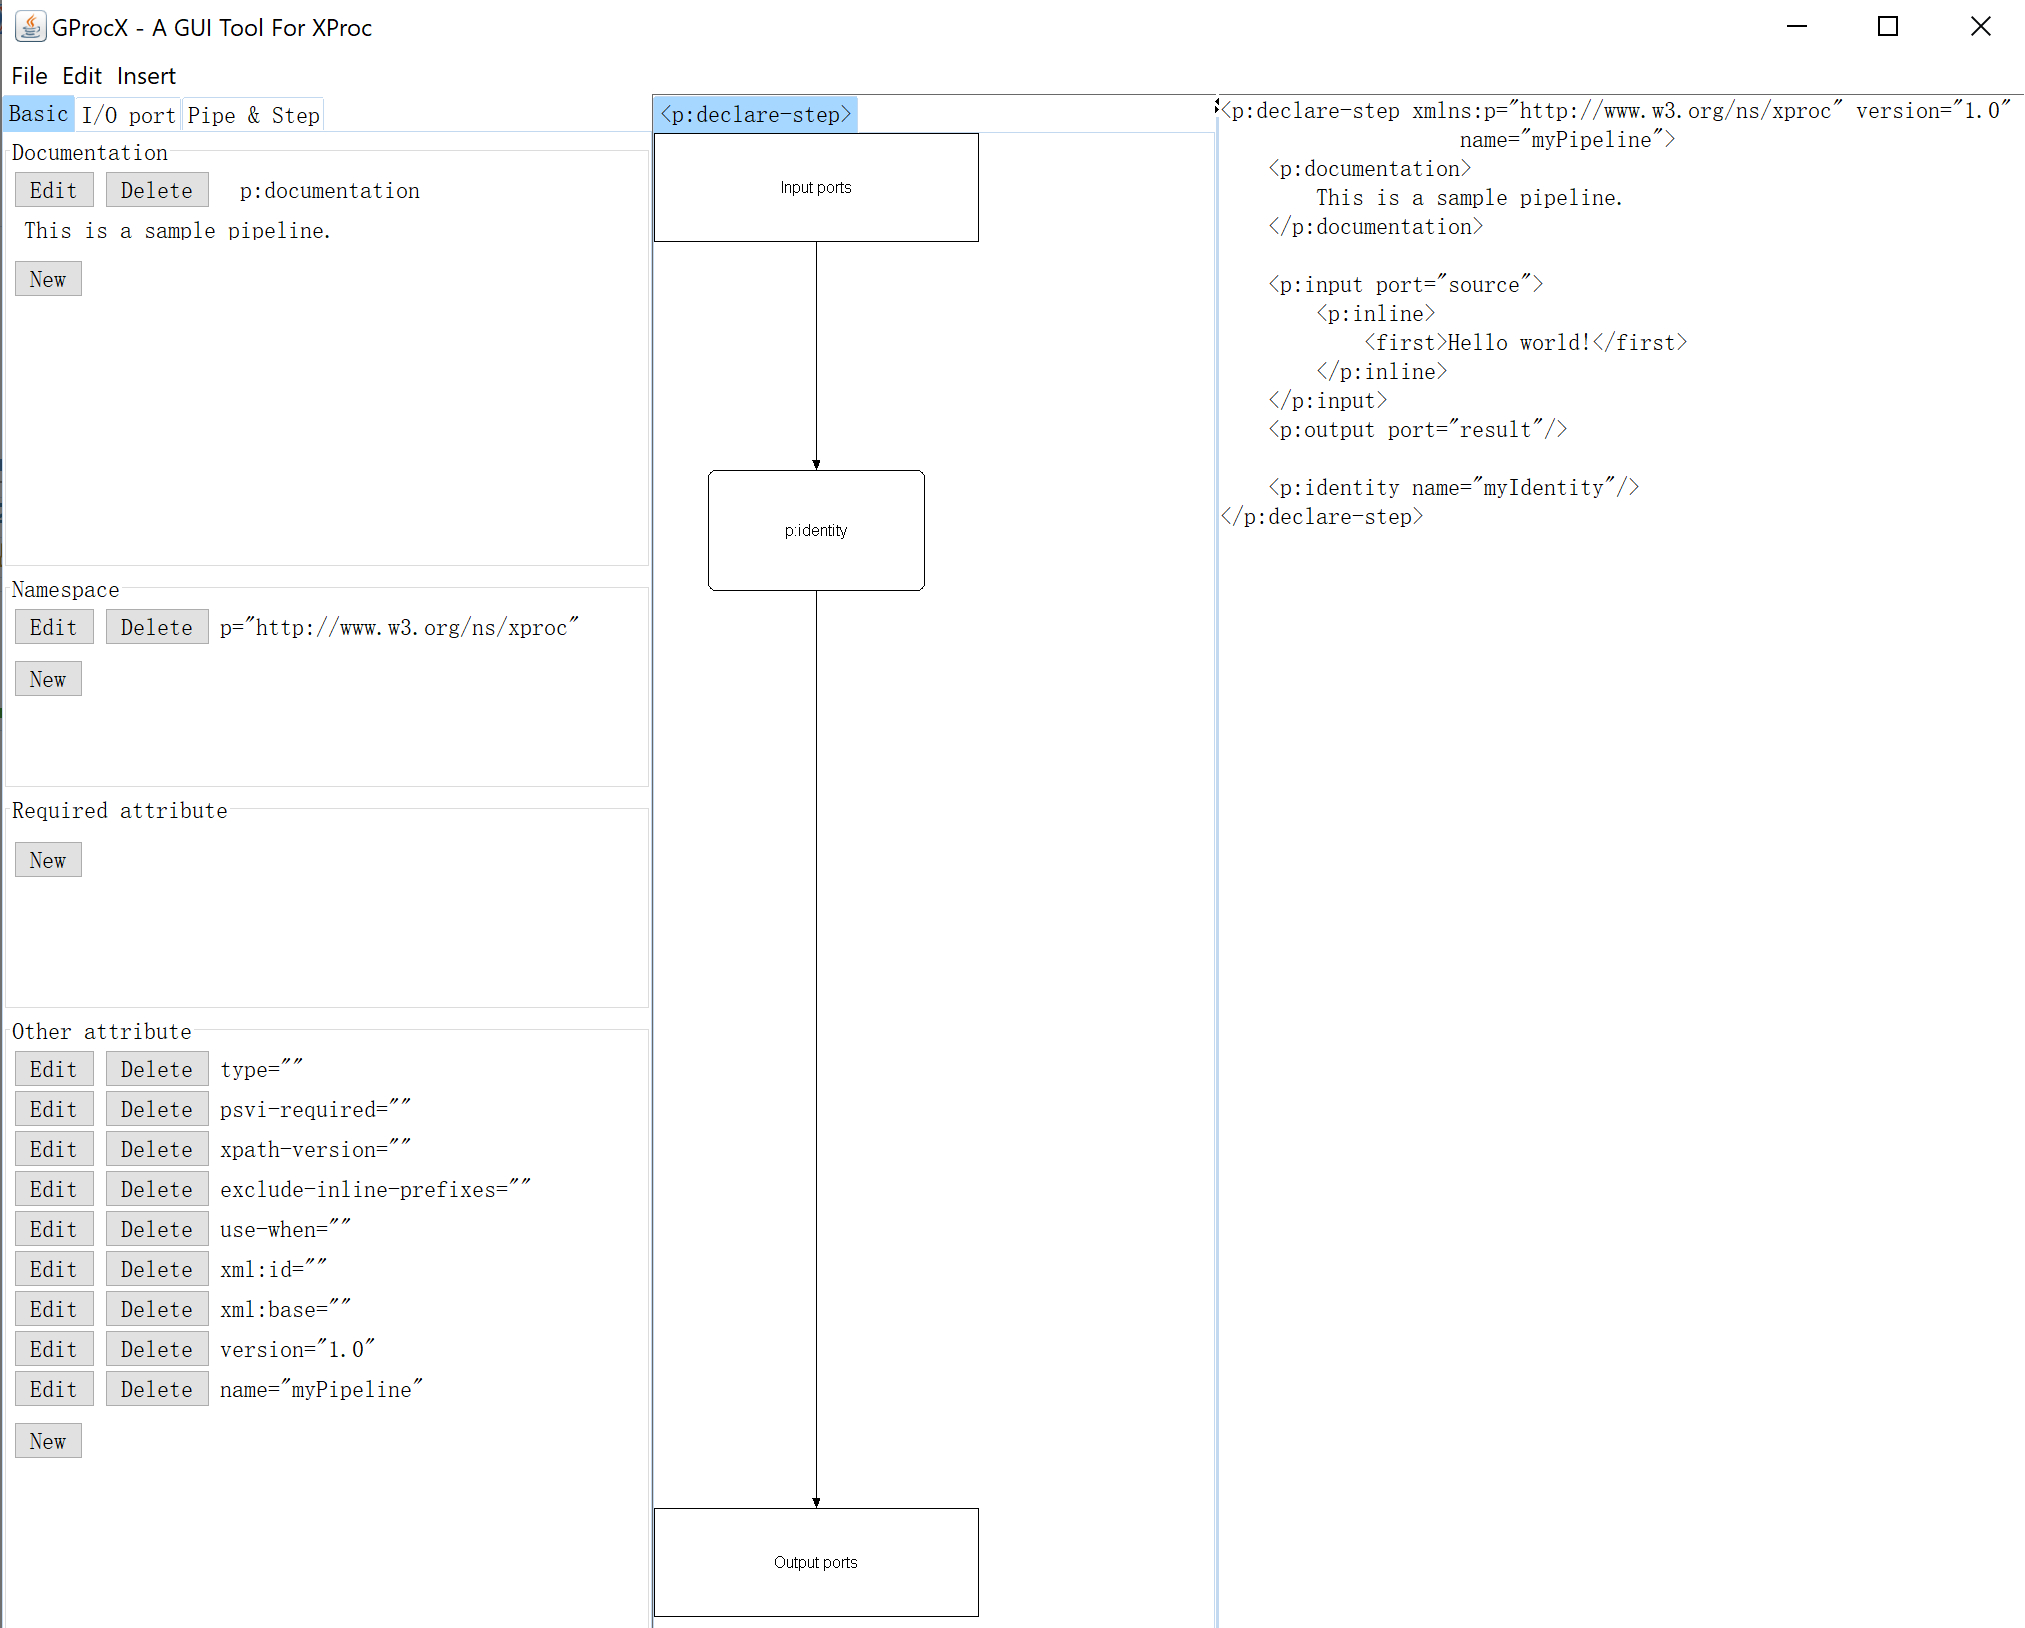 GProcX - A GUI Tool For XProc
File Edit Insert
Basic I/O port Pipe & Step
Documentation
Edit Delete p:documentation
This is a sample pipeline.
New
Namespace
Edit Delete p="http://www.w3.org/ns/xproc"
New
Required attribute
New
Other attribute
Edit Delete type=""
Edit Delete psvi-required=""
Edit Delete xpath-version=""
Edit Delete exclude-inline-prefixes=""
Edit Delete use-when=""
Edit Delete xml:id=""
Edit Delete xml:base=""
Edit Delete version="1.0"
Edit Delete name="myPipeline"
New
<p:declare-step>
Input ports
p:identity
Output ports
<p:declare-step xmlns:p="http://www.w3.org/ns/xproc" version="1.0"
name="myPipeline">
<p:documentation>
This is a sample pipeline.
</p:documentation>
<p:input port="source">
<p:inline>
<first>Hello world!</first>
</p:inline>
</p:input>
<p:output port="result"/>
<p:identity name="myIdentity"/>
</p:declare-step>